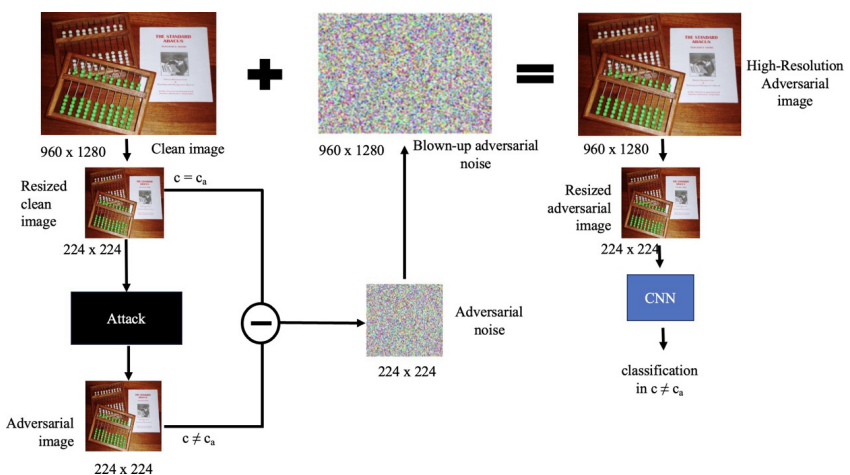 THE STANDARD
ABACUS
960 x 1280
Clean image
960 x 1280
Blown-up adversarial
noise
High-Resolution
Adversarial
image
960 x 1280
Resized
clean
image
c = cₐ
224 x 224
Attack
Adversarial
image
c ≠ cₐ
224 x 224
Adversarial
noise
224 x 224
Resized
adversarial
image
224 x 224
CNN
classification
in c ≠ cₐ